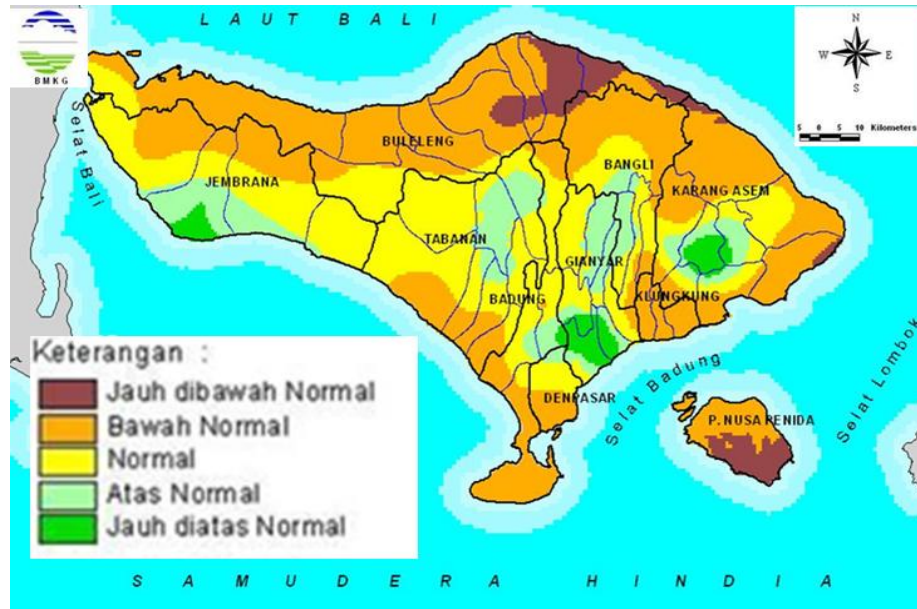 LAUT BALI
BMKG
N
W E
S
5 0 5 10 Kilometers
Selat Bali
BULELENG
BANGLI
JEMBRANA
KARANG ASEM
TABANAN
GIANYAR
BADUNG
KLUNGKUNG
DENPASAR
Selat Badung
P. NUSA PENIDA
Selat Lombok
Keterangan :
Jauh dibawah Normal
Bawah Normal
Normal
Atas Normal
Jauh diatas Normal
SAMUDERA HINDIA